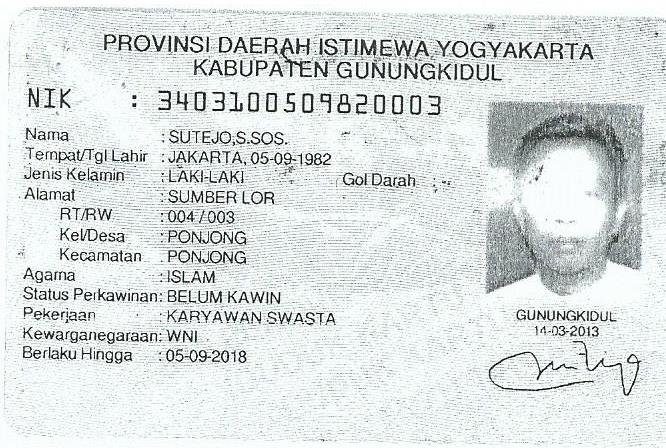 PROVINSI DAERAH ISTIMEWA YOGYAKARTA
KABUPATEN GUNUNGKIDUL
NIK : 3403100509820003
Nama : SUTEJO,S.SOS.
Tempat/Tgl Lahir : JAKARTA, 05-09-1982
Jenis Kelamin : LAKI-LAKI Gol Darah : -
Alamat : SUMBER LOR
RT/RW : 004 / 003
Kel/Desa : PONJONG
Kecamatan : PONJONG
Agama : ISLAM
Status Perkawinan: BELUM KAWIN
Pekerjaan : KARYAWAN SWASTA
Kewarganegaraan: WNI
Berlaku Hingga : 05-09-2018
GUNUNGKIDUL
14-03-2013